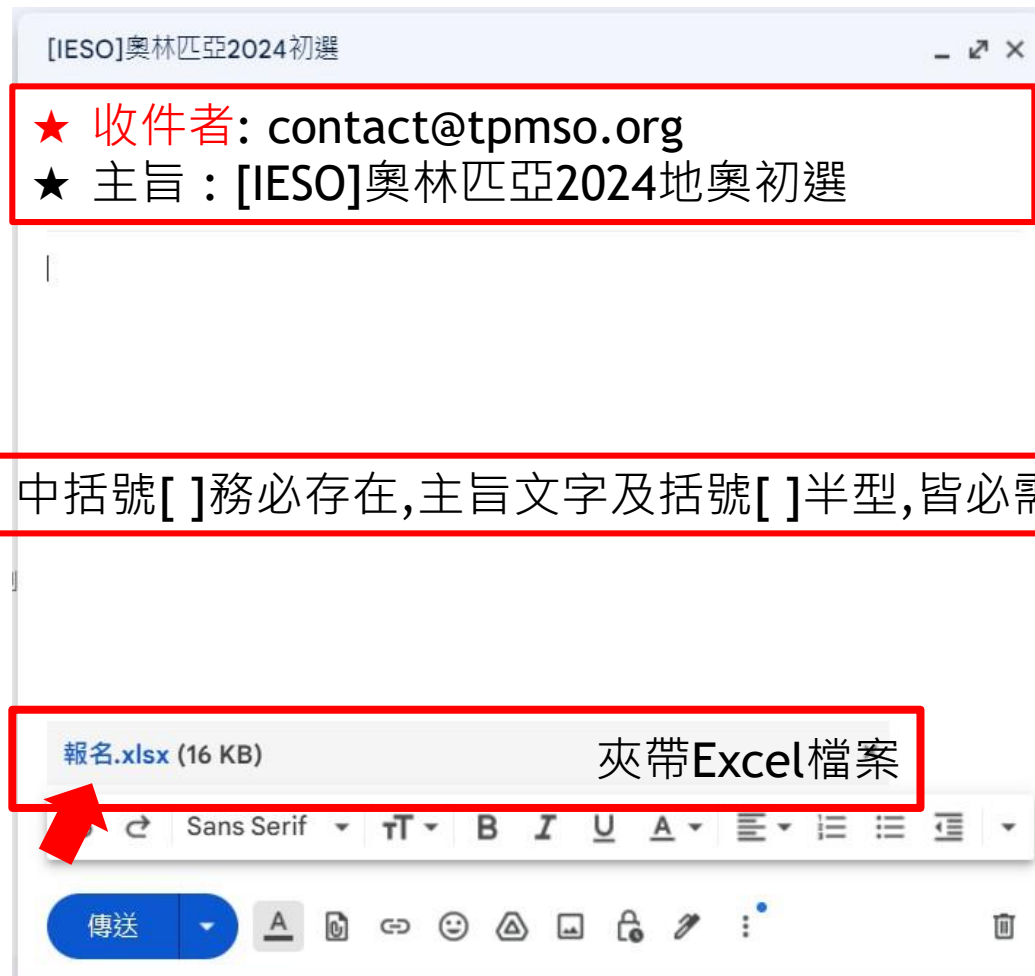 [IESO]奧林匹亞2024初選
★ 收件者: contact@tpmso.org
★ 主旨：[IESO]奧林匹亞2024地奧初選
中括號[ ]務必存在,主旨文字及括號[ ]半型,皆必需
報名.xlsx (16 KB)
夾帶Excel檔案
Sans Serif
傳送